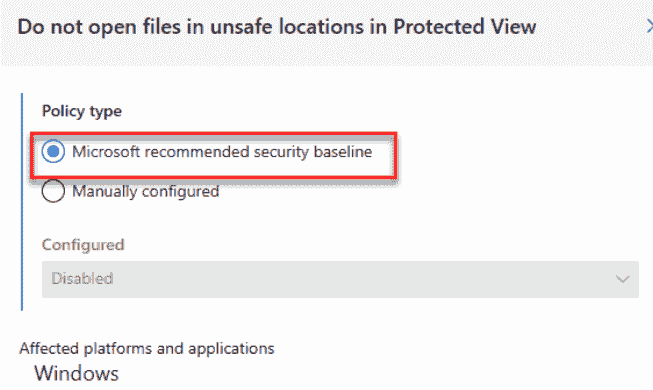 Do not open files in unsafe locations in Protected View
Policy type
Microsoft recommended security baseline
Manually configured
Configured
Disabled
Affected platforms and applications
Windows